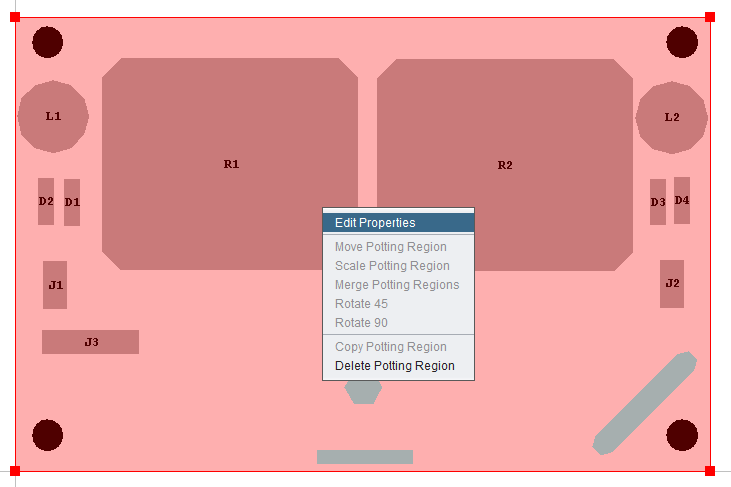 L1
L2
R1
R2
D2
D1
D3
D4
Edit Properties
Move Potting Region
Scale Potting Region
Merge Potting Regions
Rotate 45
Rotate 90
Copy Potting Region
Delete Potting Region
J1
J2
J3